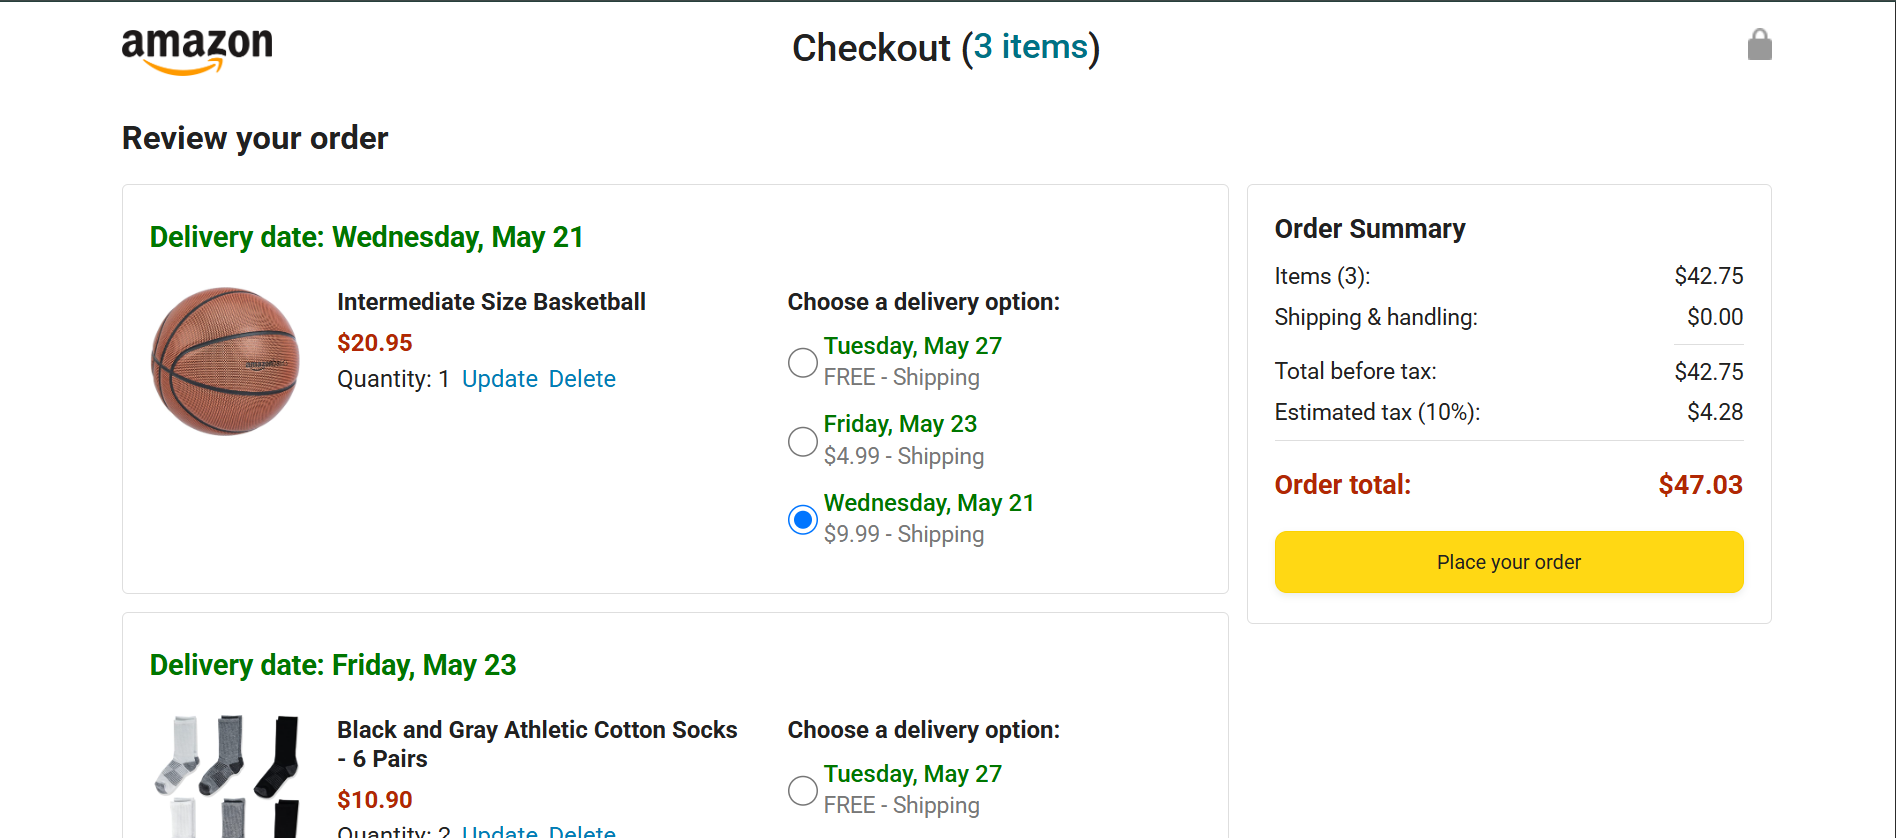 amazon
Checkout (3 items)
Review your order
Delivery date: Wednesday, May 21
Intermediate Size Basketball
$20.95
Quantity: 1 Update Delete
Choose a delivery option:
Tuesday, May 27
FREE - Shipping
Friday, May 23
$4.99 - Shipping
Wednesday, May 21
$9.99 - Shipping
Order Summary
Items (3): $42.75
Shipping & handling: $0.00
Total before tax: $42.75
Estimated tax (10%): $4.28
Order total: $47.03
Place your order
Delivery date: Friday, May 23
Black and Gray Athletic Cotton Socks
- 6 Pairs
$10.90
Quantity: 2 Update Delete
Choose a delivery option:
Tuesday, May 27
FREE - Shipping